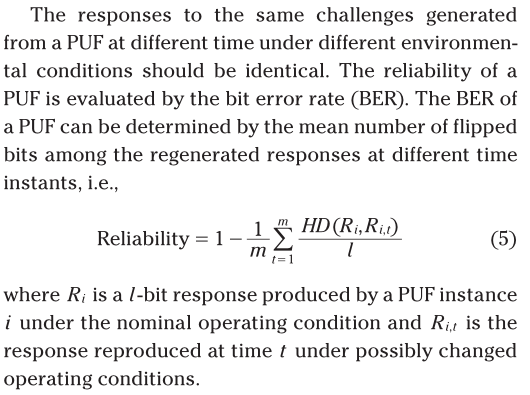 The responses to the same challenges generated
from a PUF at different time under different environmen-
tal conditions should be identical. The reliability of a
PUF is evaluated by the bit error rate (BER). The BER of
a PUF can be determined by the mean number of flipped
bits among the regenerated responses at different time
instants, i.e.,
Reliability = 1 − \frac{1}{m} \sum_{t=1}^{m} \frac{HD(R_i, R_{i,t})}{l} (5)
where R_i is a l-bit response produced by a PUF instance
i under the nominal operating condition and R_{i,t} is the
response reproduced at time t under possibly changed
operating conditions.